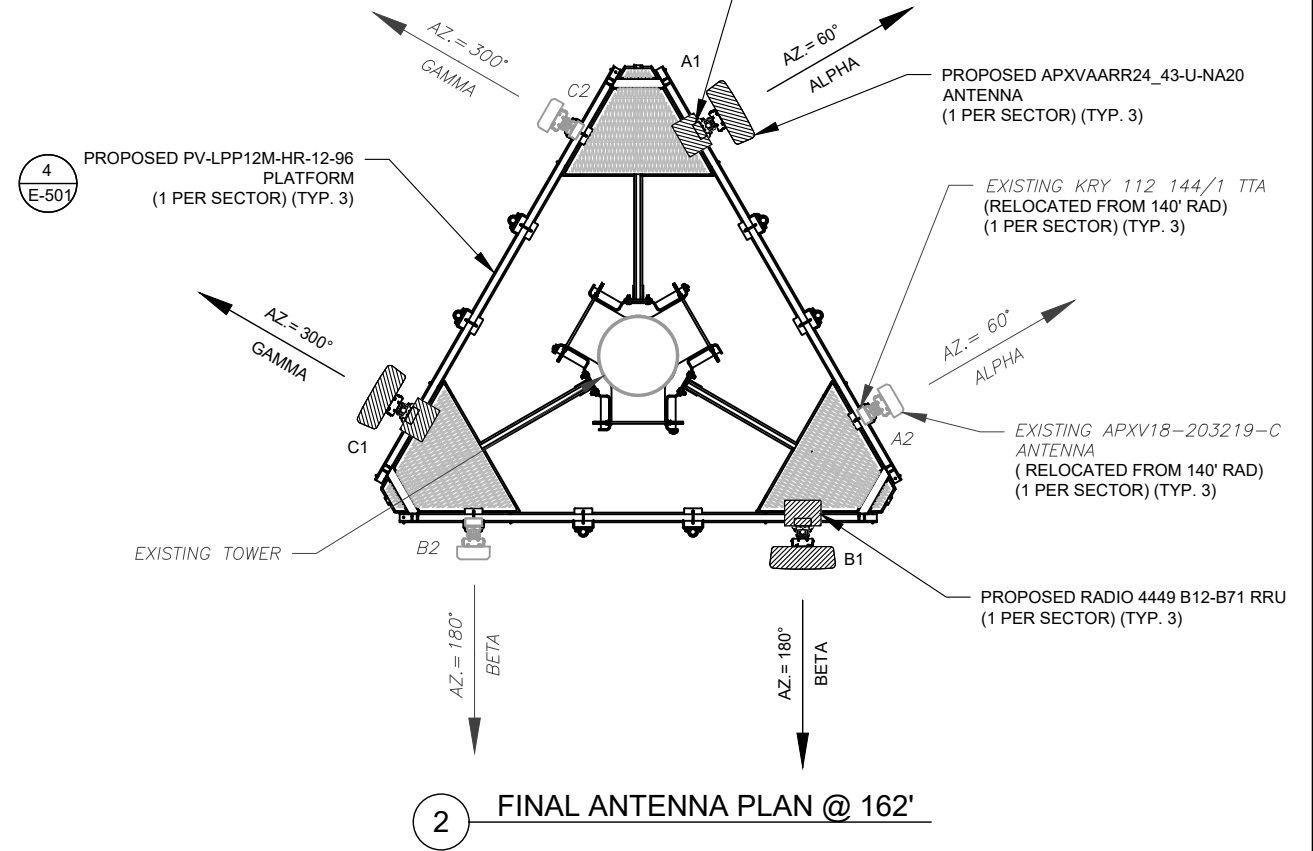 AZ.= 300°
GAMMA
C2
A1
AZ.= 60°
ALPHA
PROPOSED APXVAARR24_43-U-NA20
ANTENNA
(1 PER SECTOR) (TYP. 3)
4
E-501
PROPOSED PV-LPP12M-HR-12-96
PLATFORM
(1 PER SECTOR) (TYP. 3)
EXISTING KRY 112 144/1 TTA
(RELOCATED FROM 140' RAD)
(1 PER SECTOR) (TYP. 3)
AZ.= 300°
GAMMA
AZ.= 60°
ALPHA
C1
A2
EXISTING APXV18-203219-C
ANTENNA
( RELOCATED FROM 140' RAD)
(1 PER SECTOR) (TYP. 3)
EXISTING TOWER
B2
B1
PROPOSED RADIO 4449 B12-B71 RRU
(1 PER SECTOR) (TYP. 3)
AZ.= 180°
BETA
AZ.= 180°
BETA
2
FINAL ANTENNA PLAN @ 162'